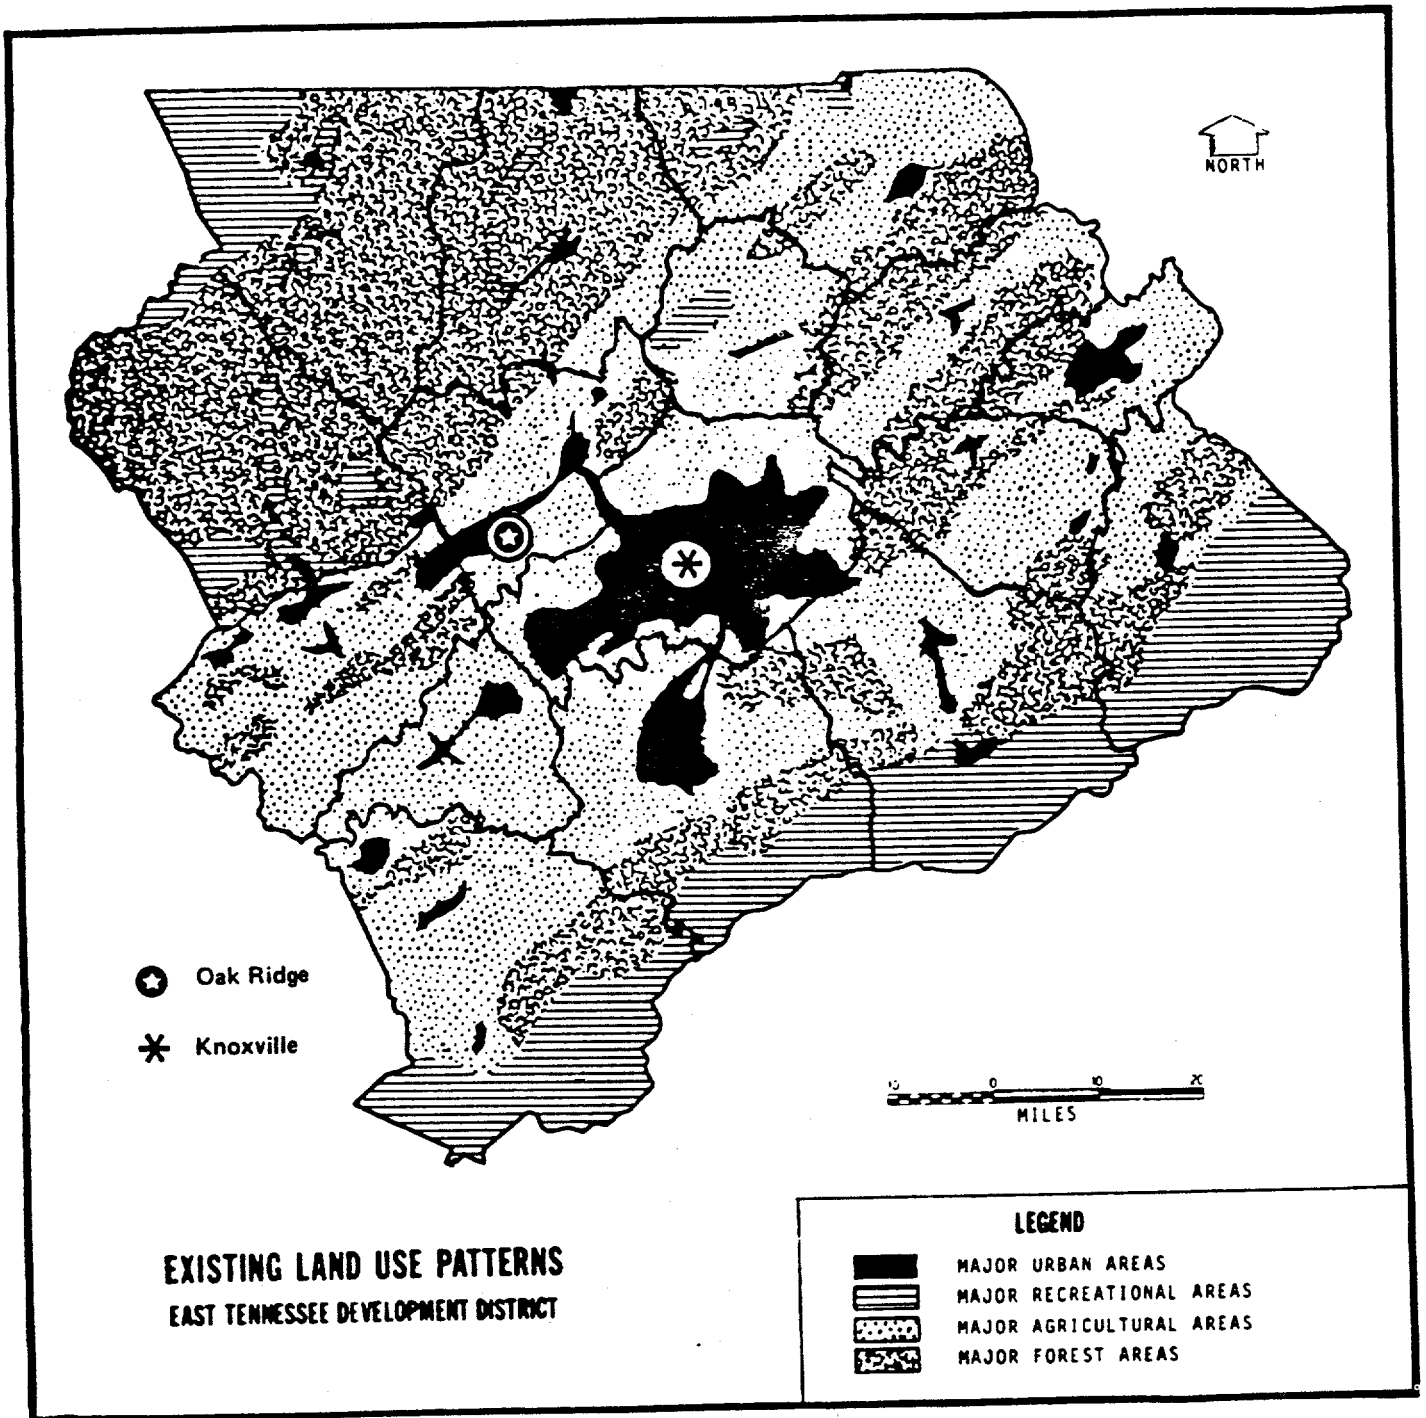 NORTH
Oak Ridge
Knoxville
10 0 10 20
MILES
EXISTING LAND USE PATTERNS
EAST TENNESSEE DEVELOPMENT DISTRICT
LEGEND
MAJOR URBAN AREAS
MAJOR RECREATIONAL AREAS
MAJOR AGRICULTURAL AREAS
MAJOR FOREST AREAS